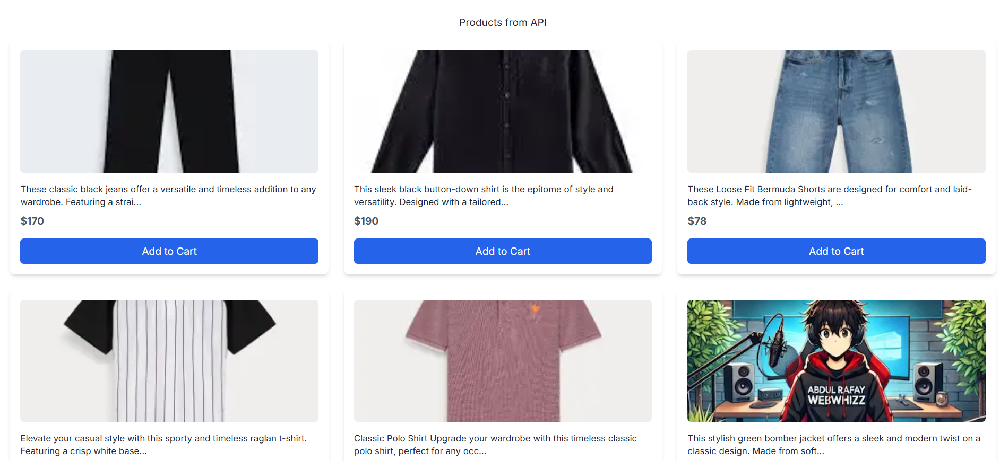 Products from API
These classic black jeans offer a versatile and timeless addition to any
wardrobe. Featuring a strai...
$170
Add to Cart
This sleek black button-down shirt is the epitome of style and
versatility. Designed with a tailored...
$190
Add to Cart
These Loose Fit Bermuda Shorts are designed for comfort and laid-
back style. Made from lightweight, ...
$78
Add to Cart
Elevate your casual style with this sporty and timeless raglan t-shirt.
Featuring a crisp white base...
Classic Polo Shirt Upgrade your wardrobe with this timeless classic
polo shirt, perfect for any occ...
ABDUL RAFAY
WEBWHIZZ
This stylish green bomber jacket offers a sleek and modern twist on a
classic design. Made from soft...